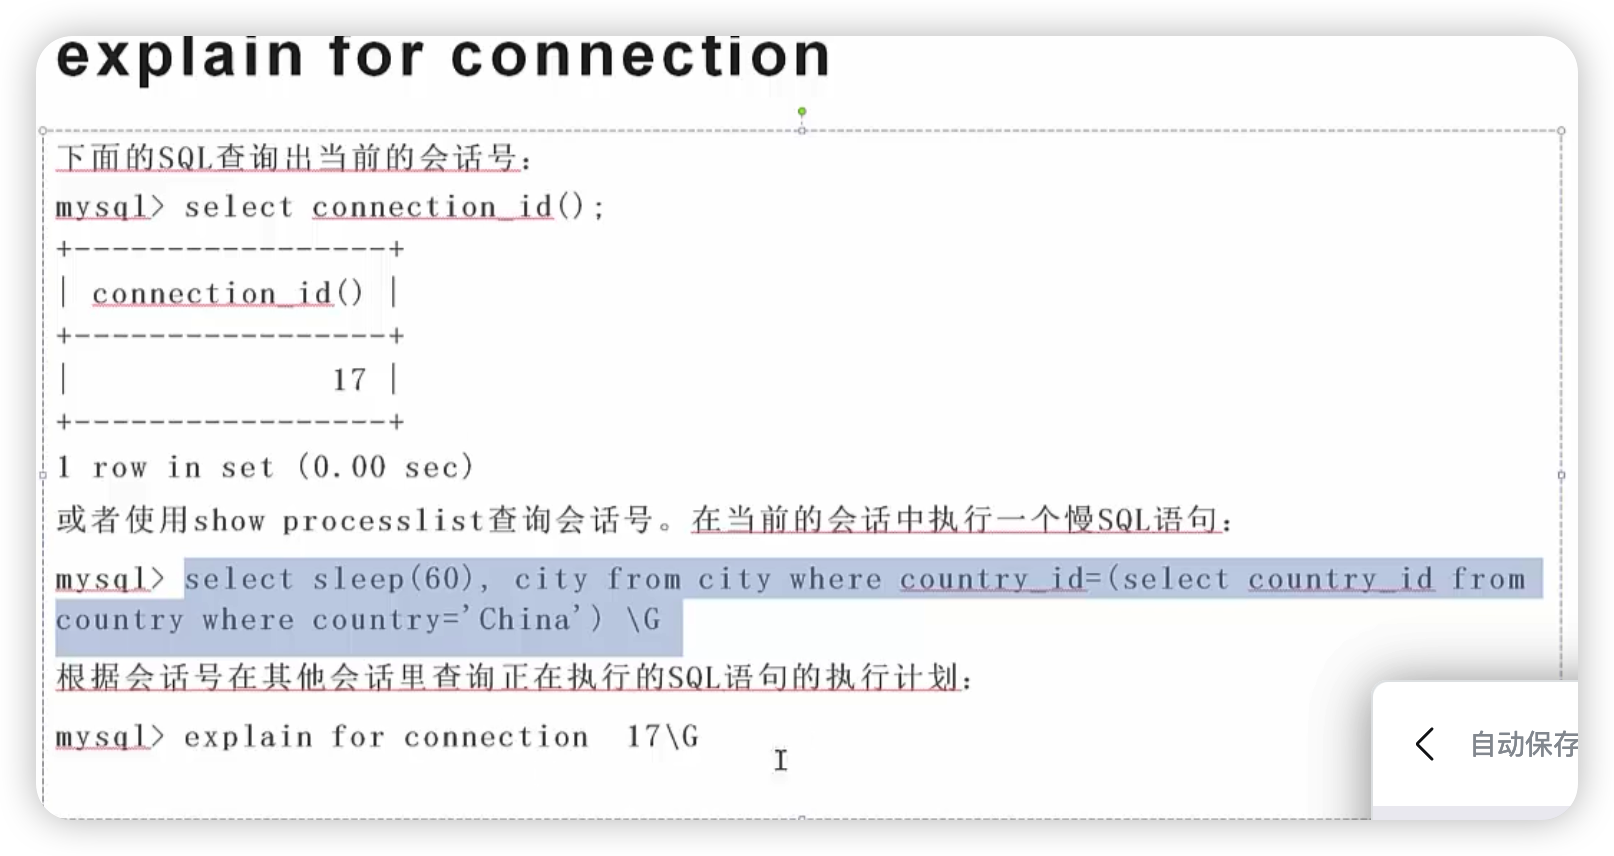 explain for connection
下面的SQL查询出当前的会话号：
mysql> select connection_id();
+-----------------+
| connection_id() |
+-----------------+
|              17 |
+-----------------+
1 row in set (0.00 sec)
或者使用show processlist查询会话号。在当前的会话中执行一个慢SQL语句：
mysql> select sleep(60), city from city where country_id=(select country_id from
country where country=’China’) \G
根据会话号在其他会话里查询正在执行的SQL语句的执行计划：
mysql> explain for connection  17\G
自动保存